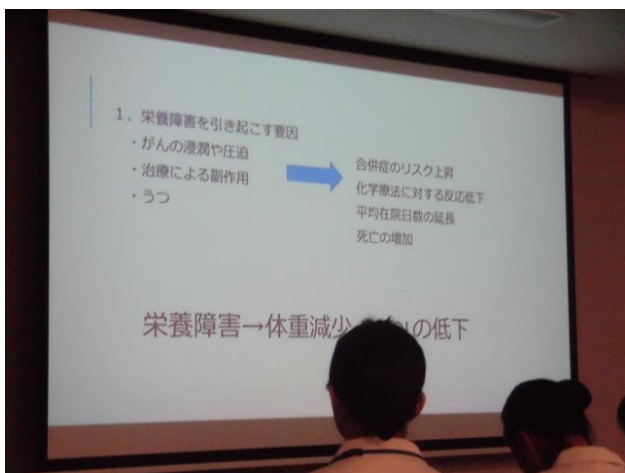 1．栄養障害を引き起こす要因
・がんの浸潤や圧迫
・治療による副作用
・うつ
合併症のリスク上昇
化学療法に対する反応低下
平均在院日数の延長
死亡の増加
栄養障害→体重減少 の低下